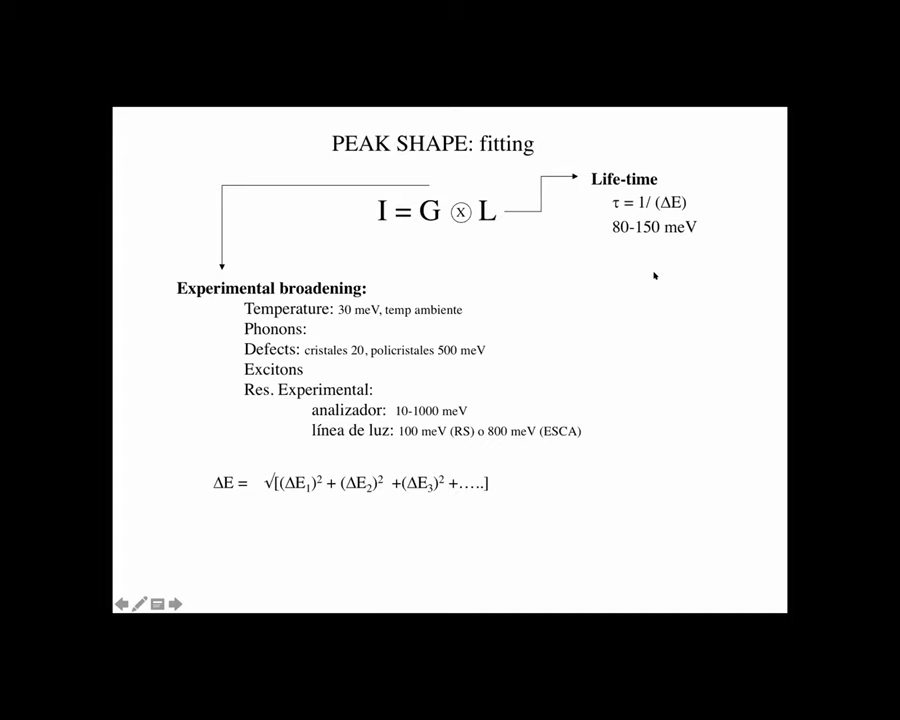 PEAK SHAPE: fitting
I = G ⓧ L
Life-time
τ = 1/ (ΔE)
80-150 meV
Experimental broadening:
Temperature: 30 meV, temp ambiente
Phonons:
Defects: cristales 20, policristales 500 meV
Excitons
Res. Experimental:
analizador: 10-1000 meV
línea de luz: 100 meV (RS) o 800 meV (ESCA)
ΔE = √[(ΔE₁)² + (ΔE₂)² +(ΔE₃)² +.....]